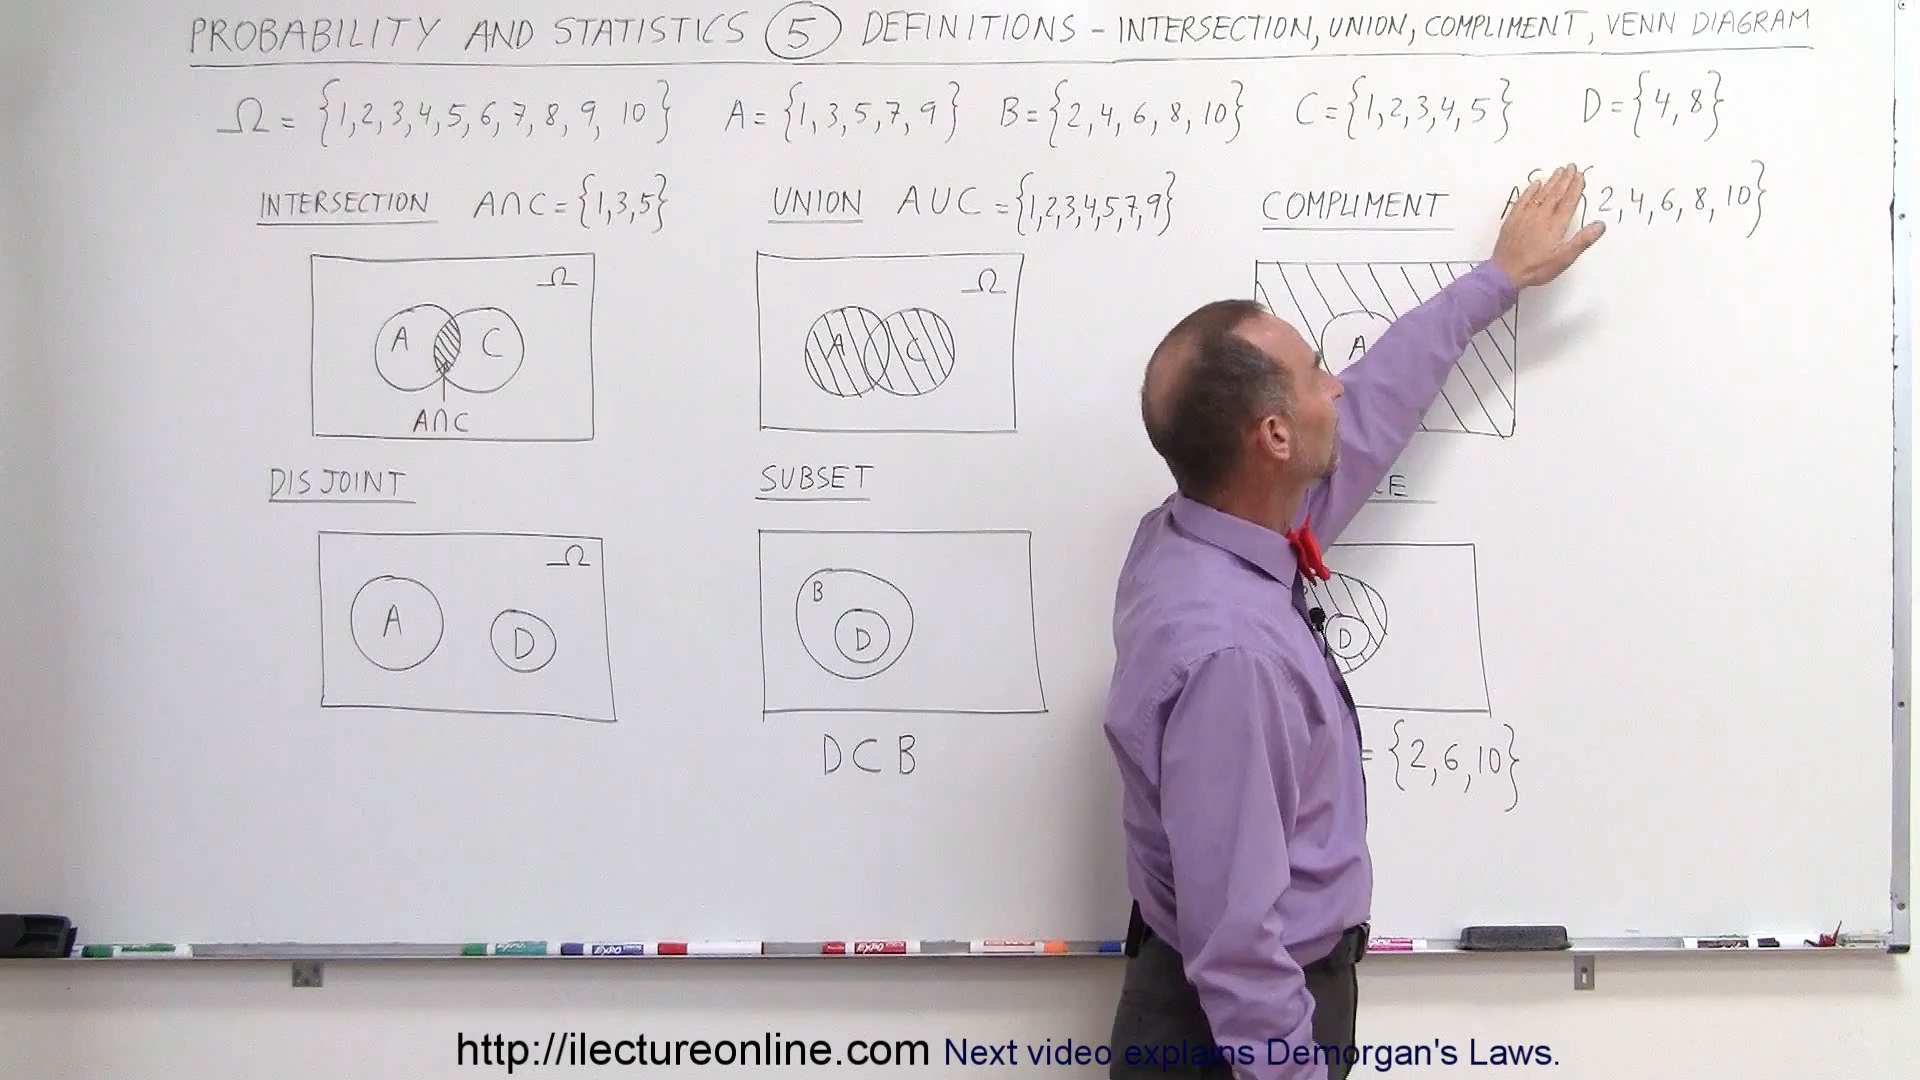 PROBABILITY AND STATISTICS 5 DEFINITIONS - INTERSECTION, UNION, COMPLIMENT, VENN DIAGRAM
Ω = {1,2,3,4,5,6,7,8,9,10} A = {1,3,5,7,9} B = {2,4,6,8,10} C = {1,2,3,4,5} D = {4,8}
INTERSECTION A∩C = {1,3,5} UNION A∪C = {1,2,3,4,5,7,9} COMPLIMENT {2,4,6,8,10}
Ω Ω
A C A C A
A∩C
DISJOINT SUBSET
Ω
A D B D D
D⊂B = {2,6,10}
http://ilectureonline.com Next video explains Demorgan's Laws.